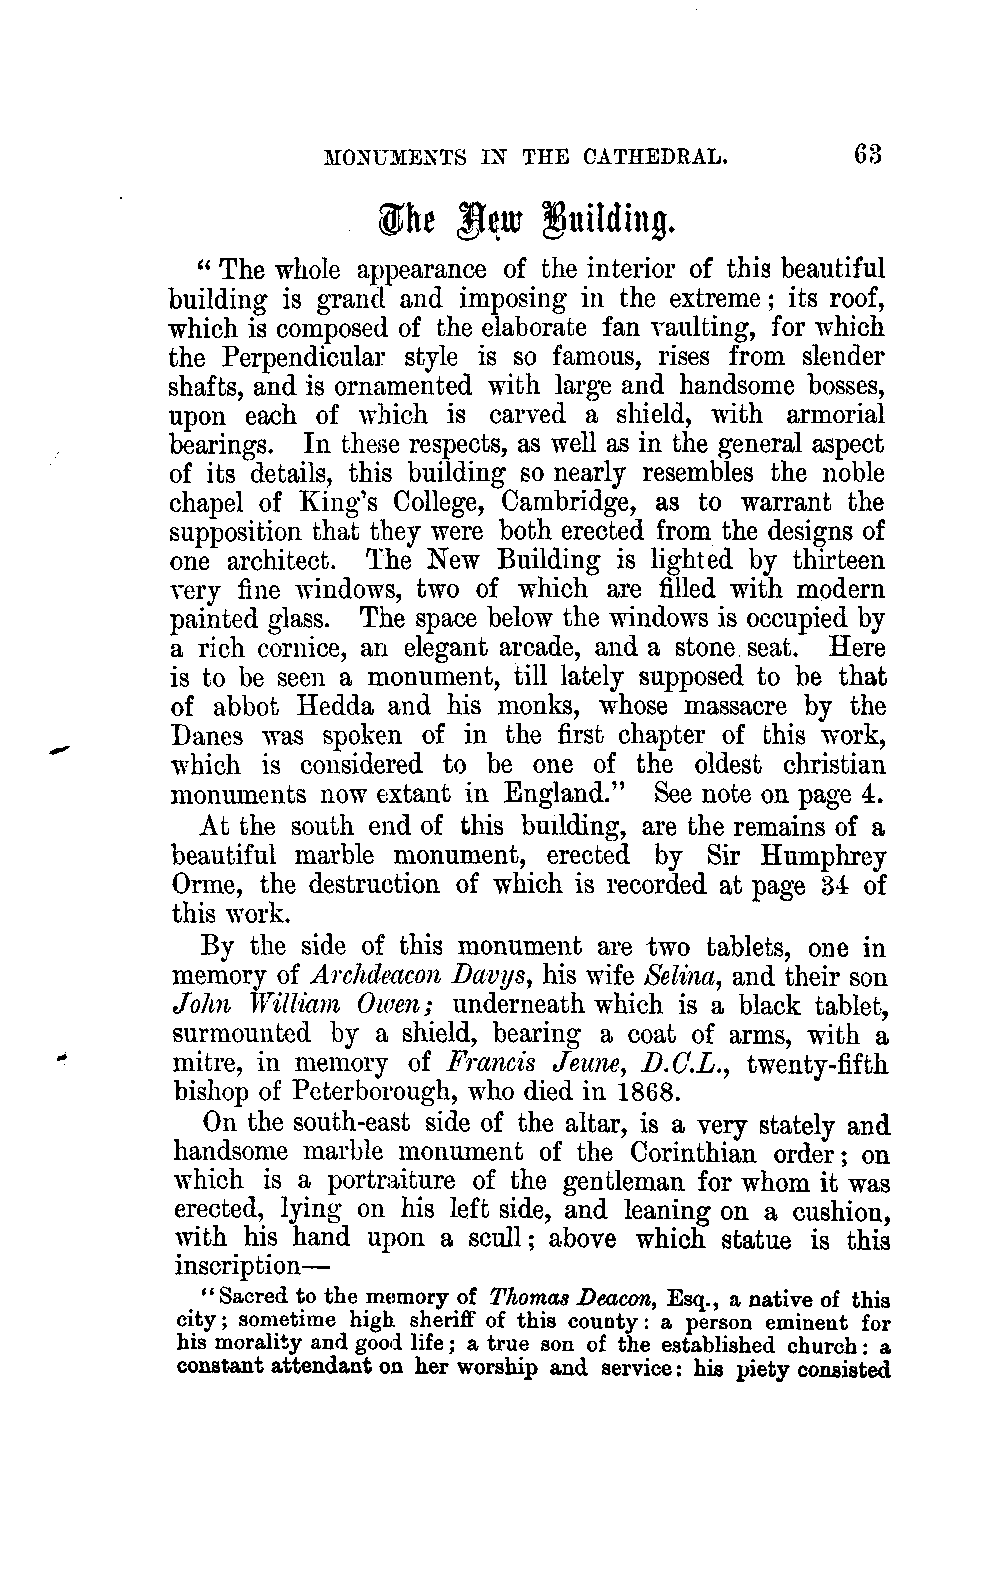 MONUMENTS IN THE CATHEDRAL. 63
The New Building.
“ The whole appearance of the interior of this beautiful
building is grand and imposing in the extreme ; its roof,
which is composed of the elaborate fan vaulting, for which
the Perpendicular style is so famous, rises from slender
shafts, and is ornamented with large and handsome bosses,
upon each of which is carved a shield, with armorial
bearings. In these respects, as well as in the general aspect
of its details, this building so nearly resembles the noble
chapel of King’s College, Cambridge, as to warrant the
supposition that they were both erected from the designs of
one architect. The New Building is lighted by thirteen
very fine windows, two of which are filled with modern
painted glass. The space below the windows is occupied by
a rich cornice, an elegant arcade, and a stone seat. Here
is to be seen a monument, till lately supposed to be that
of abbot Hedda and his monks, whose massacre by the
Danes was spoken of in the first chapter of this work,
which is considered to be one of the oldest christian
monuments now extant in England.” See note on page 4.
At the south end of this building, are the remains of a
beautiful marble monument, erected by Sir Humphrey
Orme, the destruction of which is recorded at page 34 of
this work.
By the side of this monument are two tablets, one in
memory of Archdeacon Davys, his wife Selina, and their son
John William Owen; underneath which is a black tablet,
surmounted by a shield, bearing a coat of arms, with a
mitre, in memory of Francis Jeune, D.C.L., twenty-fifth
bishop of Peterborough, who died in 1868.
On the south-east side of the altar, is a very stately and
handsome marble monument of the Corinthian order ; on
which is a portraiture of the gentleman for whom it was
erected, lying on his left side, and leaning on a cushion,
with his hand upon a scull ; above which statue is this
inscription—
“Sacred to the memory of Thomas Deacon, Esq., a native of this
city ; sometime high sheriff of this county : a person eminent for
his morality and good life ; a true son of the established church : a
constant attendant on her worship and service : his piety consisted